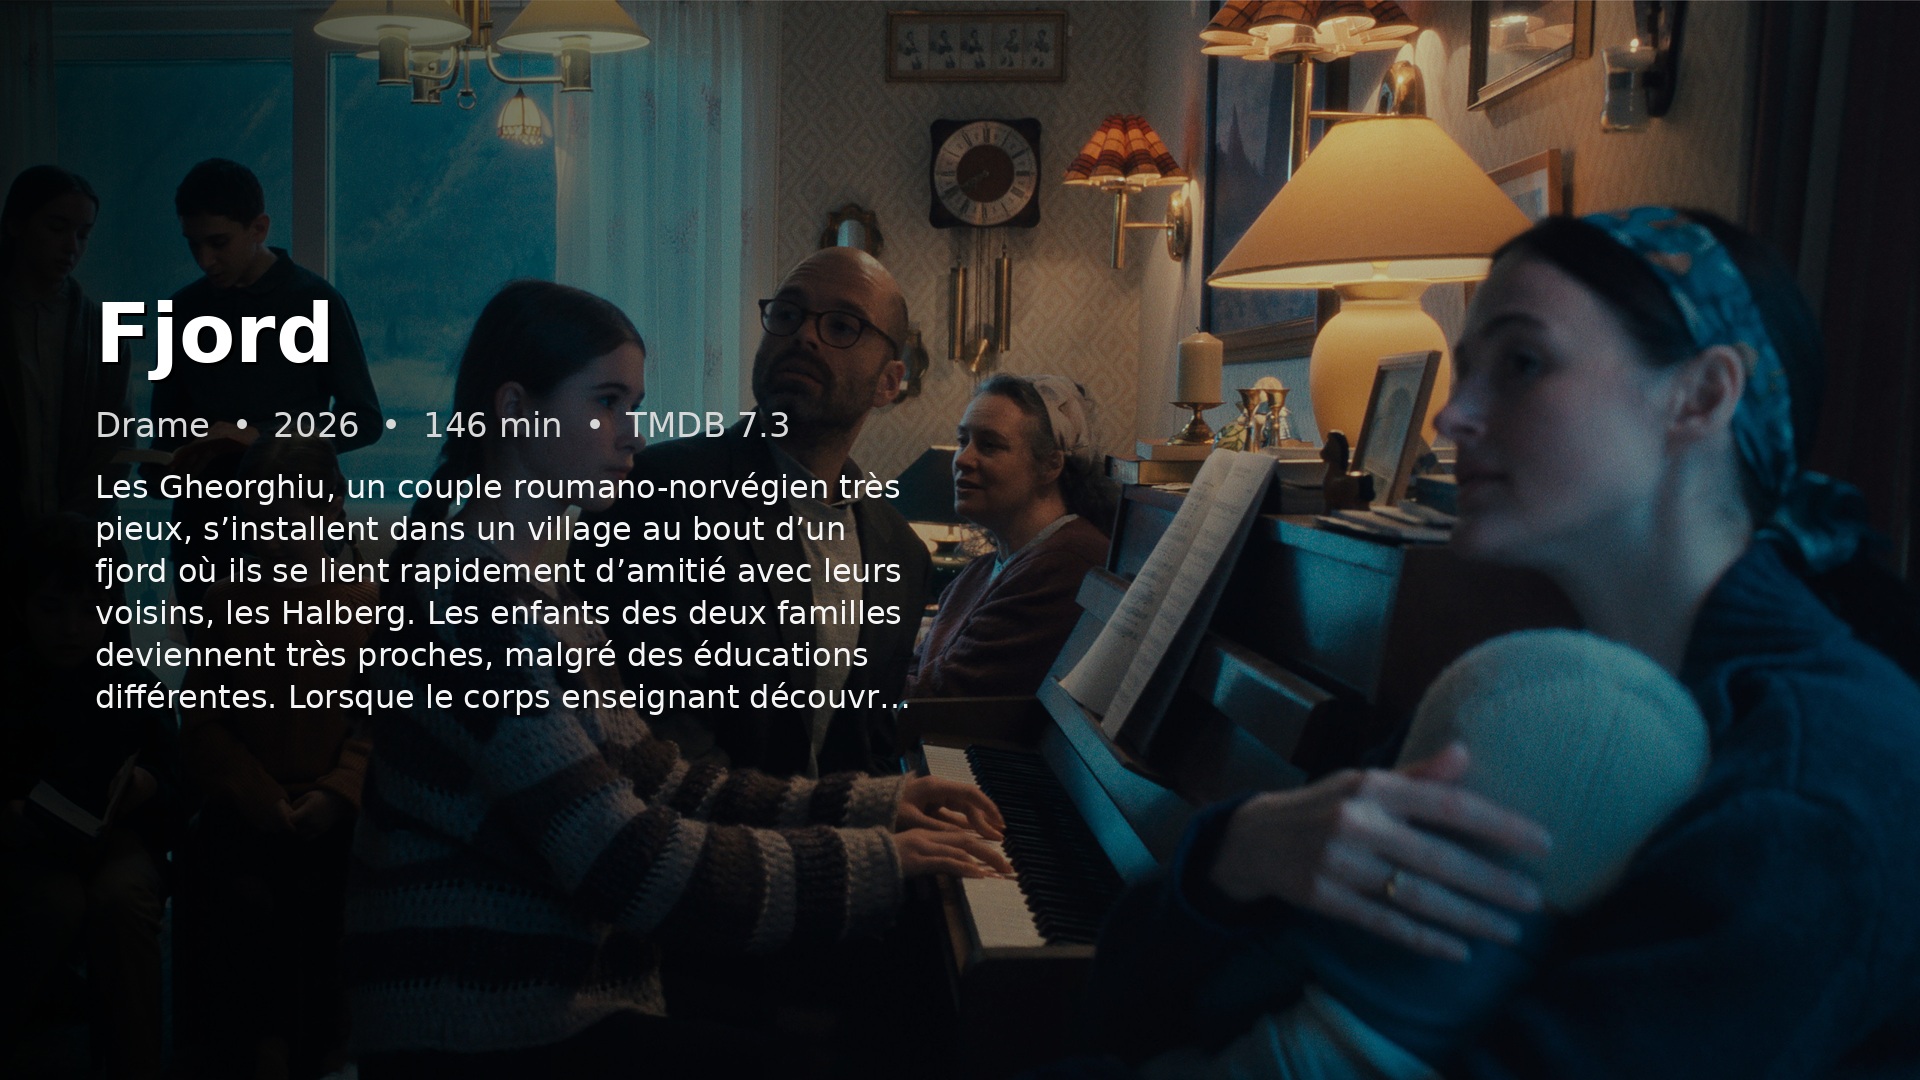 Fjord
Drame • 2026 • 146 min • TMDB 7.3
Les Gheorghiu, un couple roumano-norvégien très
pieux, s’installent dans un village au bout d’un
fjord où ils se lient rapidement d’amitié avec leurs
voisins, les Halberg. Les enfants des deux familles
deviennent très proches, malgré des éducations
différentes. Lorsque le corps enseignant découvr...